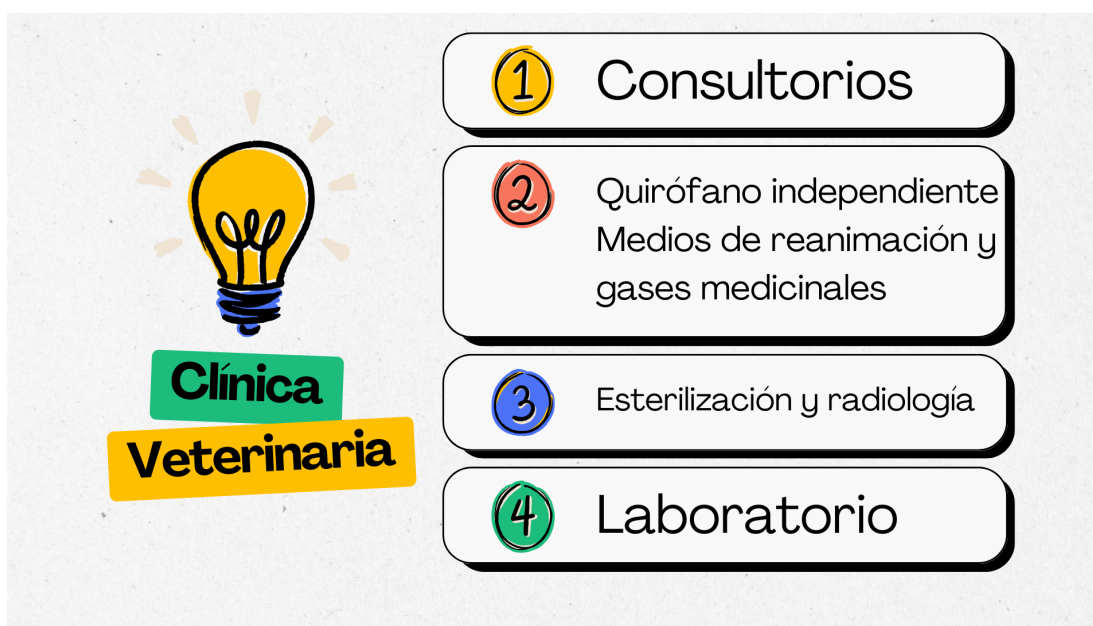 Clínica
Veterinaria
1
Consultorios
2
Quirófano independiente
Medios de reanimación y
gases medicinales
3
Esterilización y radiología
4
Laboratorio